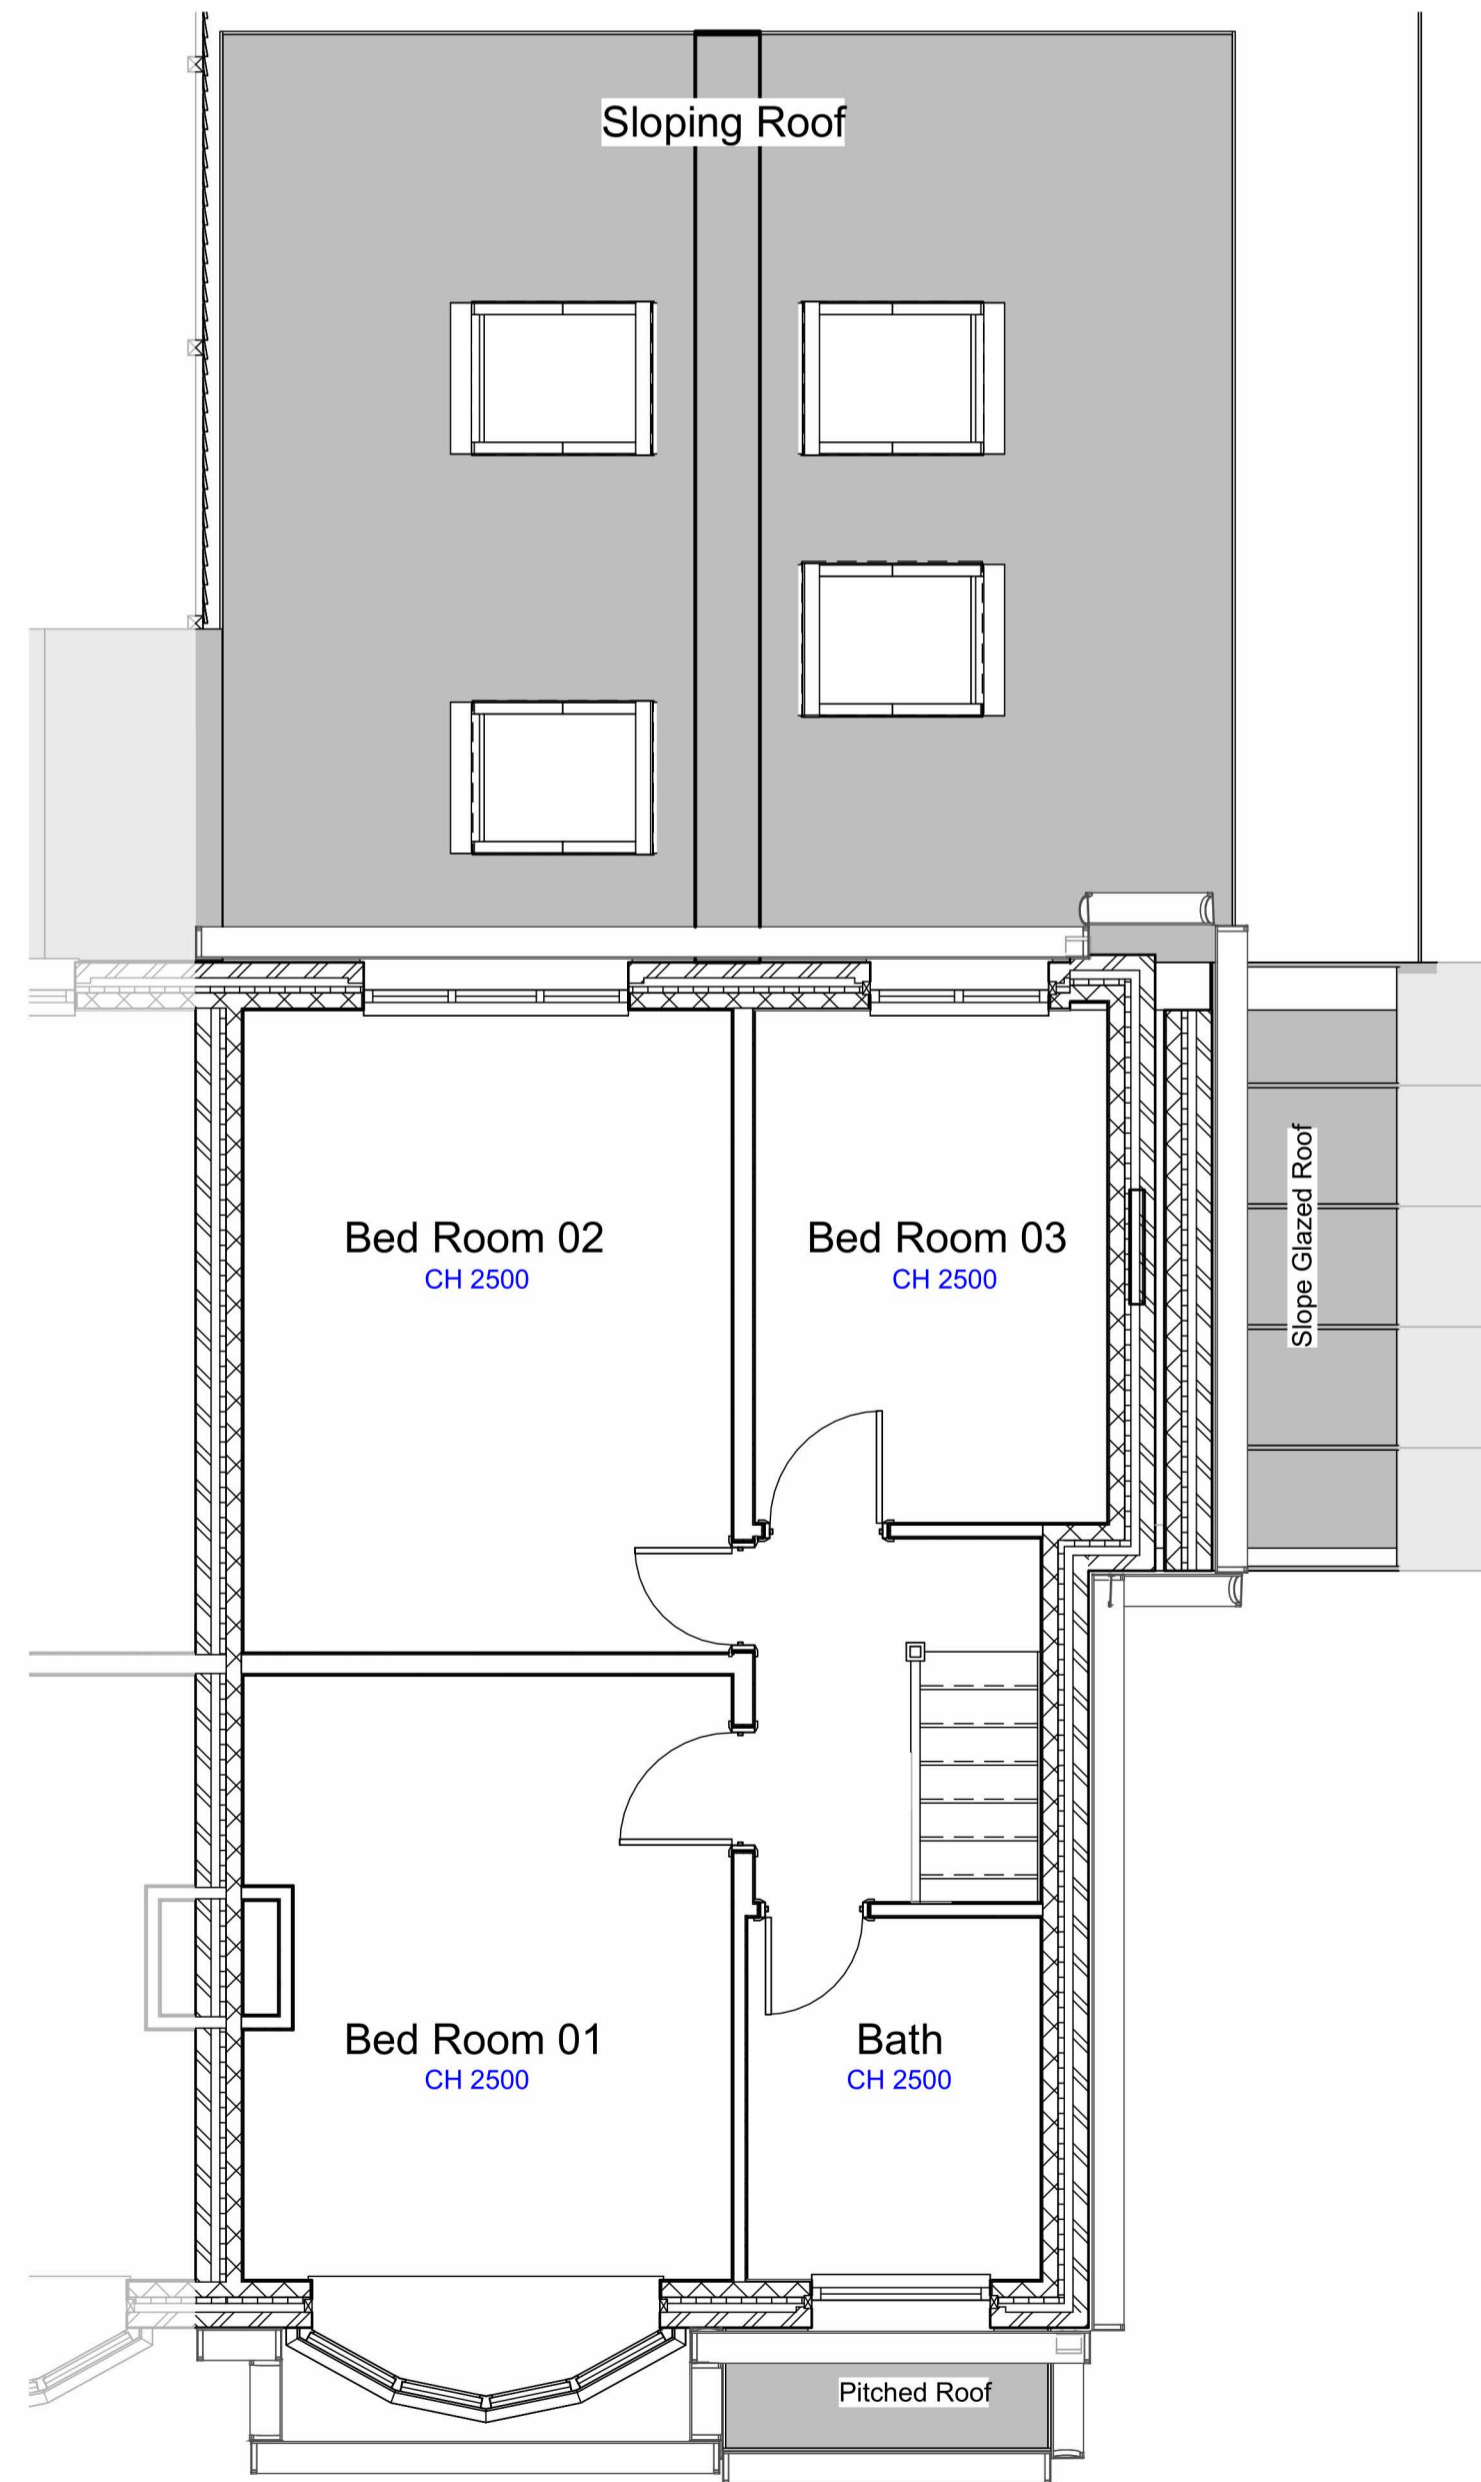 Sloping Roof
Bed Room 02
CH 2500
Bed Room 03
CH 2500
Slope Glazed Roof
Bed Room 01
CH 2500
Bath
CH 2500
Pitched Roof